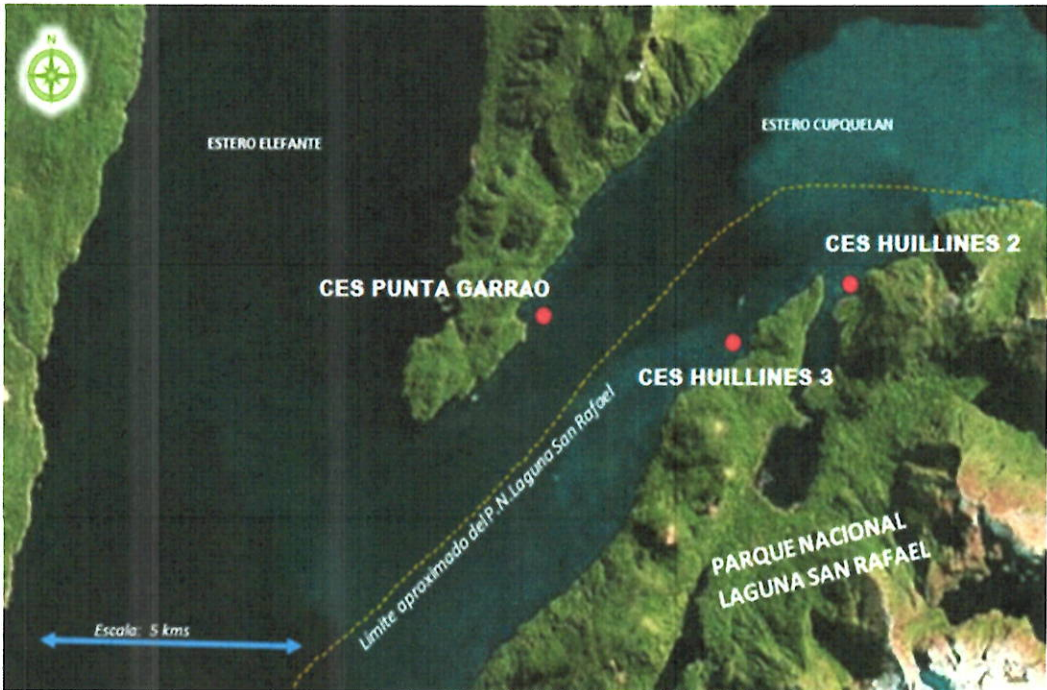 N
ESTERO ELEFANTE
ESTERO CUPQUELAN
CES HUILLINES 2
CES PUNTA GARRAO
CES HUILLINES 3
Límite aproximado del P.N. Laguna San Rafael
PARQUE NACIONAL
LAGUNA SAN RAFAEL
Escala: 5 kms